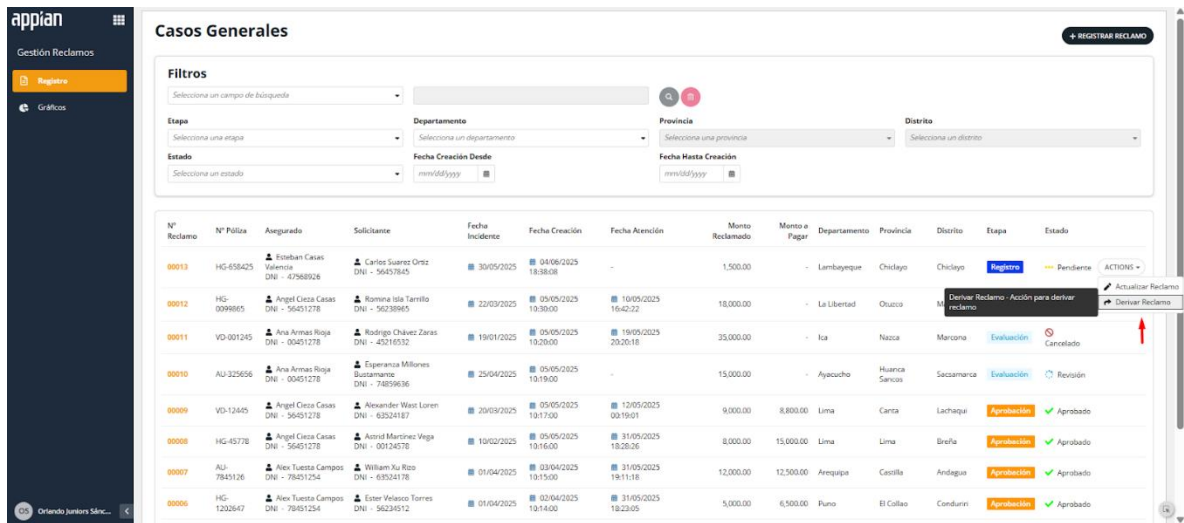 appian
Casos Generales
+ REGISTRAR RECLAMO
Gestión Reclamos
Registro
Gráficos
Filtros
Selecciona un campo de búsqueda
Etapa
Departamento
Provincia
Distrito
Selecciona una etapa
Selecciona un departamento
Selecciona una provincia
Selecciona un distrito
Estado
Fecha Creación Desde
Fecha Hasta Creación
Selecciona un estado
mm/dd/yyyy
mm/dd/yyyy
N° Reclamo N° Póliza Asegurado Solicitante Fecha Incidente Fecha Creación Fecha Atención Monto Reclamado Monto a Pagar Departamento Provincia Distrito Etapa Estado
00013 HG-658425 Esteban Casas Valencia DNI - 47568926 Carlos Suarez Ortiz DNI - 56457845 30/05/2025 04/06/2025 18:38:08 - 1,500.00 - Lambayeque Chiclayo Chiclayo Registro Pendiente ACTIONS
Actualizar Reclamo
Derivar Reclamo
Derivar Reclamo - Acción para derivar reclamo
00012 HG-0099865 Angel Cieza Casas DNI - 56451278 Romina Isla Tarrillo DNI - 56238965 22/03/2025 05/05/2025 10:30:00 10/05/2025 16:42:22 18,000.00 - La Libertad Otuzco
00011 VD-001245 Ana Armas Rioja DNI - 00451278 Rodrigo Chávez Zaras DNI - 45216532 19/01/2025 05/05/2025 10:20:00 19/05/2025 20:20:18 35,000.00 - Ica Nazca Marcona Evaluación Cancelado
00010 AU-325656 Ana Armas Rioja DNI - 00451278 Esperanza Millones Bustamante DNI - 74859636 25/04/2025 05/05/2025 10:19:00 - 15,000.00 - Ayacucho Huanca Sancos Sacsamarca Evaluación Revisión
00009 VD-12445 Angel Cieza Casas DNI - 56451278 Alexander Wast Loren DNI - 63524187 20/03/2025 05/05/2025 10:17:00 12/05/2025 00:19:01 9,000.00 8,800.00 Lima Canta Lachaqui Aprobación Aprobado
00008 HG-45778 Angel Cieza Casas DNI - 56451278 Astrid Martinez Vega DNI - 00124578 10/02/2025 05/05/2025 10:16:00 31/05/2025 18:28:26 8,000.00 15,000.00 Lima Lima Breña Aprobación Aprobado
00007 AU-7845126 Alex Tuesta Campos DNI - 78451254 William Xu Rizo DNI - 63524178 01/04/2025 03/04/2025 10:15:00 31/05/2025 19:11:18 12,000.00 12,500.00 Arequipa Castilla Andagua Aprobación Aprobado
00006 HG-1202647 Alex Tuesta Campos DNI - 78451254 Ester Velasco Torres DNI - 56234512 01/04/2025 02/04/2025 10:14:00 31/05/2025 18:23:05 5,000.00 6,500.00 Puno El Collao Conduriri Aprobación Aprobado
OS Orlando Juniors Sánc...